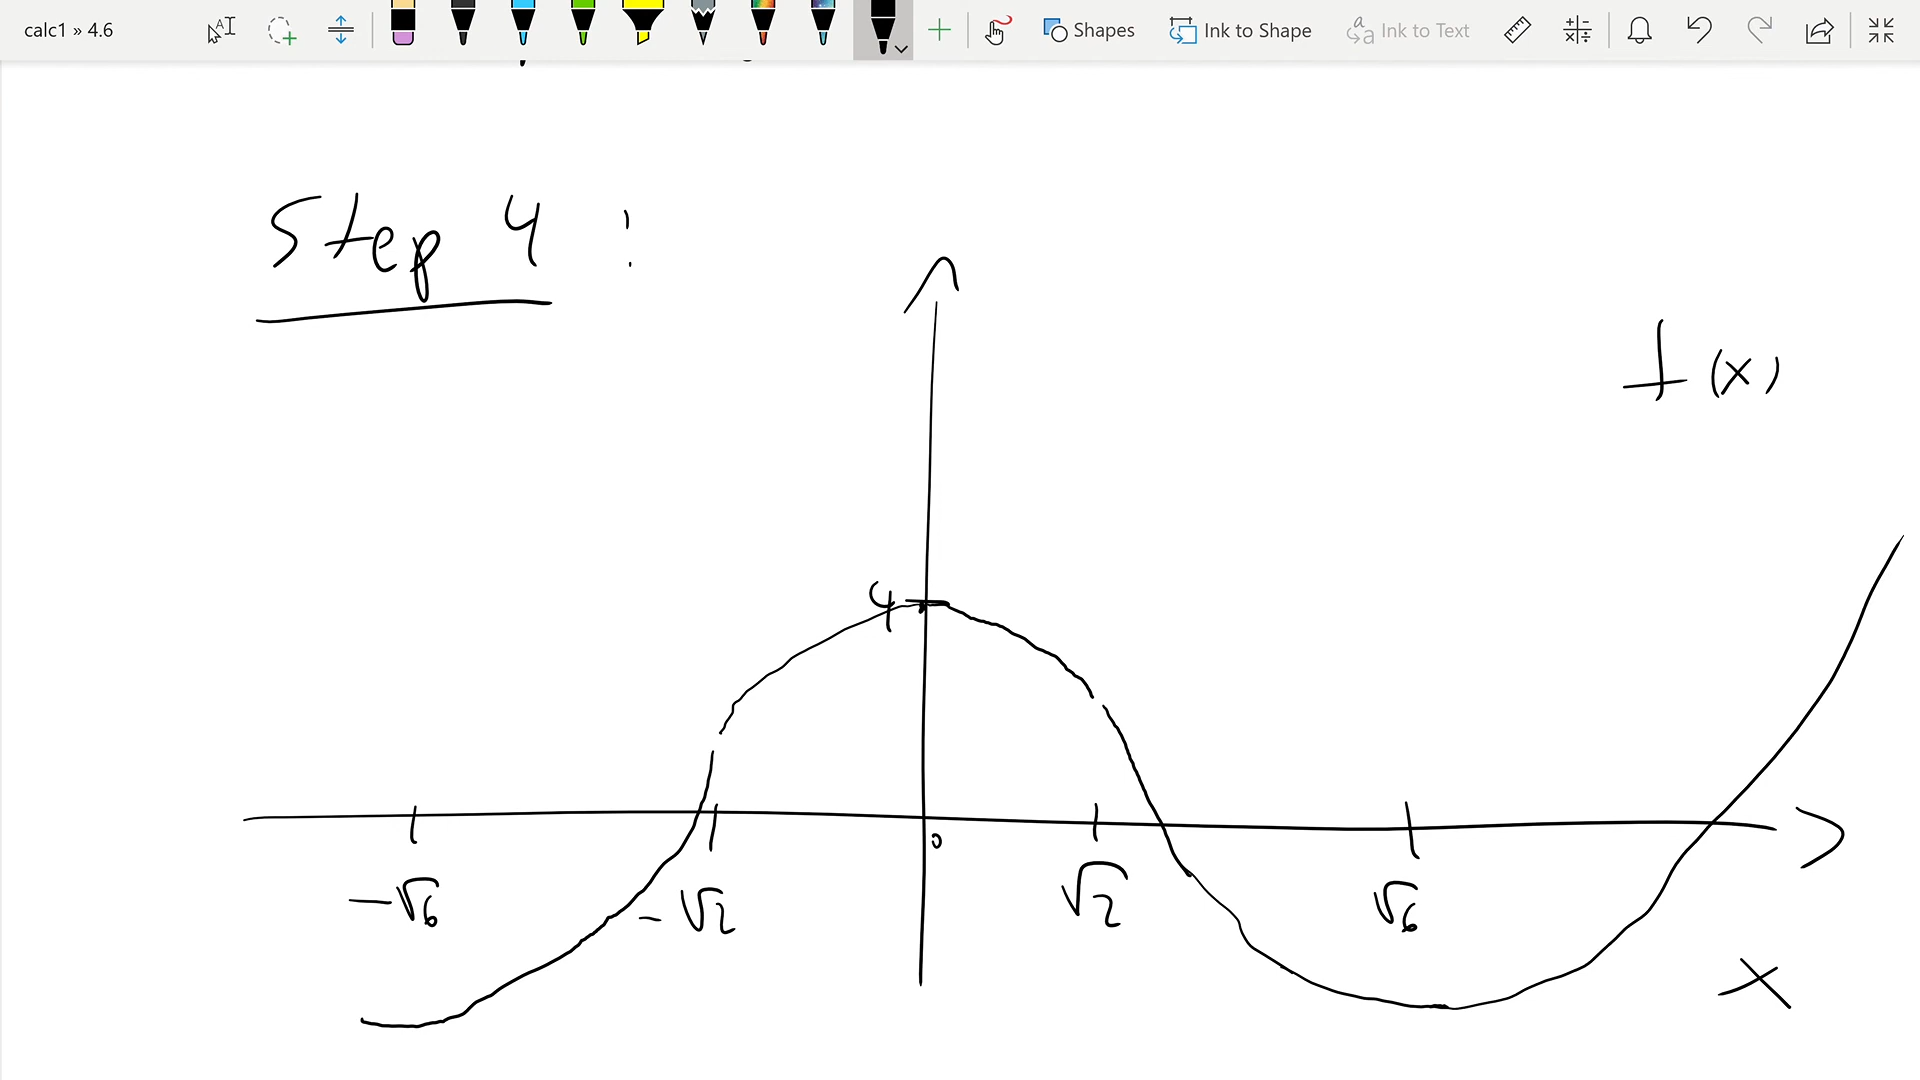 calc1 » 4.6
Shapes
Ink to Shape
Ink to Text
Step 4 :
f(x)
4
0
-√6
-√2
√2
√6
x